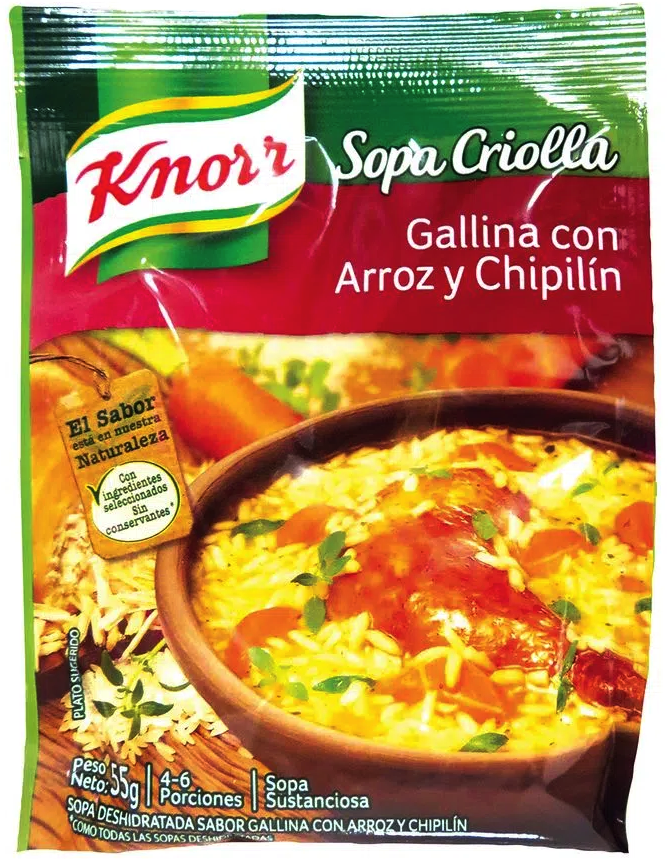 Knorr
Sopa Criolla
Gallina con
Arroz y Chipilín
El Sabor
está en nuestra
Naturaleza
Con
ingredientes
seleccionados
Sin
conservantes*
PLATO SUGERIDO
Peso
Neto: 55g
4-6
Porciones
Sopa
Sustanciosa
SOPA DESHIDRATADA SABOR GALLINA CON ARROZ Y CHIPILÍN
*COMO TODAS LAS SOPAS DESHIDRATADAS